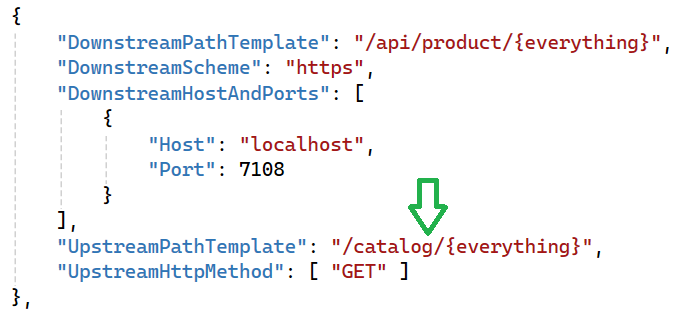 {
"DownstreamPathTemplate": "/api/product/{everything}",
"DownstreamScheme": "https",
"DownstreamHostAndPorts": [
{
"Host": "localhost",
"Port": 7108
}
],
"UpstreamPathTemplate": "/catalog/{everything}",
"UpstreamHttpMethod": [ "GET" ]
},